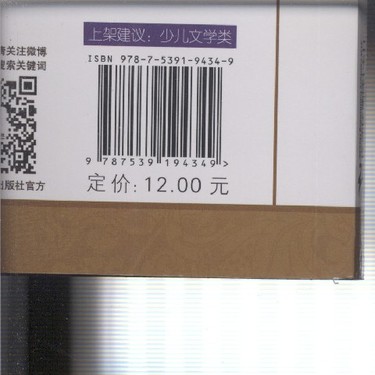 上架建议：少儿文学类
ISBN 978-7-5391-9434-9
9 787539 194349 >
定价: 12.00 元
请关注微博
搜索关键词
出版社官方